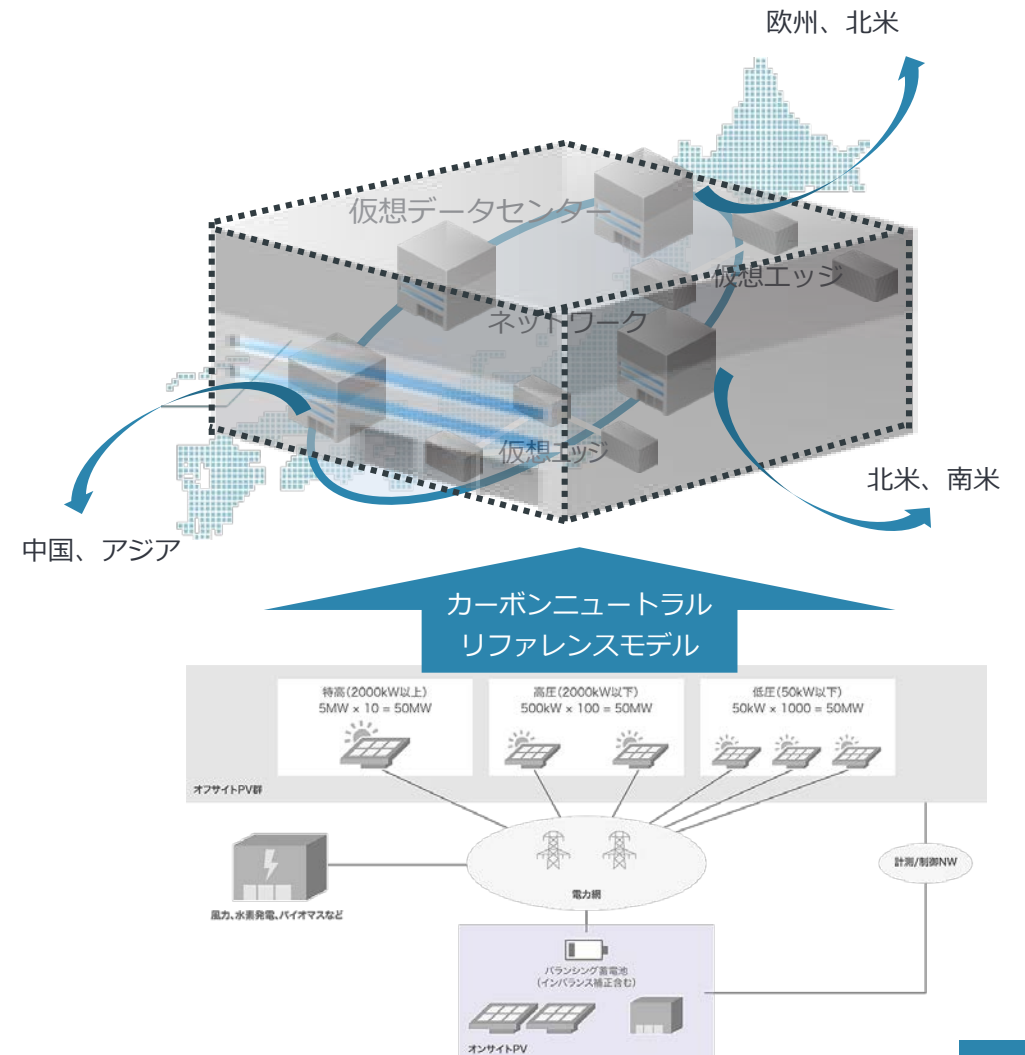 欧州、北米
仮想データセンター
仮想エッジ
ネットワーク
仮想エッジ
北米、南米
中国、アジア
カーボンニュートラル
リファレンスモデル
特高(2000kW以上)
5MW × 10 = 50MW
高圧(2000kW以下)
500kW × 100 = 50MW
低圧(50kW以下)
50kW × 1000 = 50MW
オフサイトPV群
計測/制御NW
電力網
風力、水素発電、バイオマスなど
バランシング蓄電池
(インバランス補正含む)
オンサイトPV